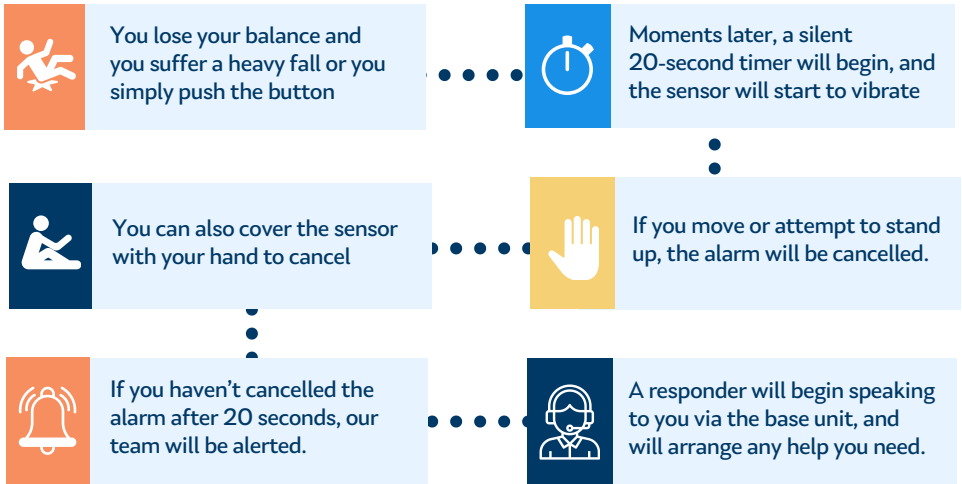 You lose your balance and
you suffer a heavy fall or you
simply push the button
Moments later, a silent
20-second timer will begin, and
the sensor will start to vibrate
If you move or attempt to stand
up, the alarm will be cancelled.
You can also cover the sensor
with your hand to cancel
If you haven’t cancelled the
alarm after 20 seconds, our
team will be alerted.
A responder will begin speaking
to you via the base unit, and
will arrange any help you need.